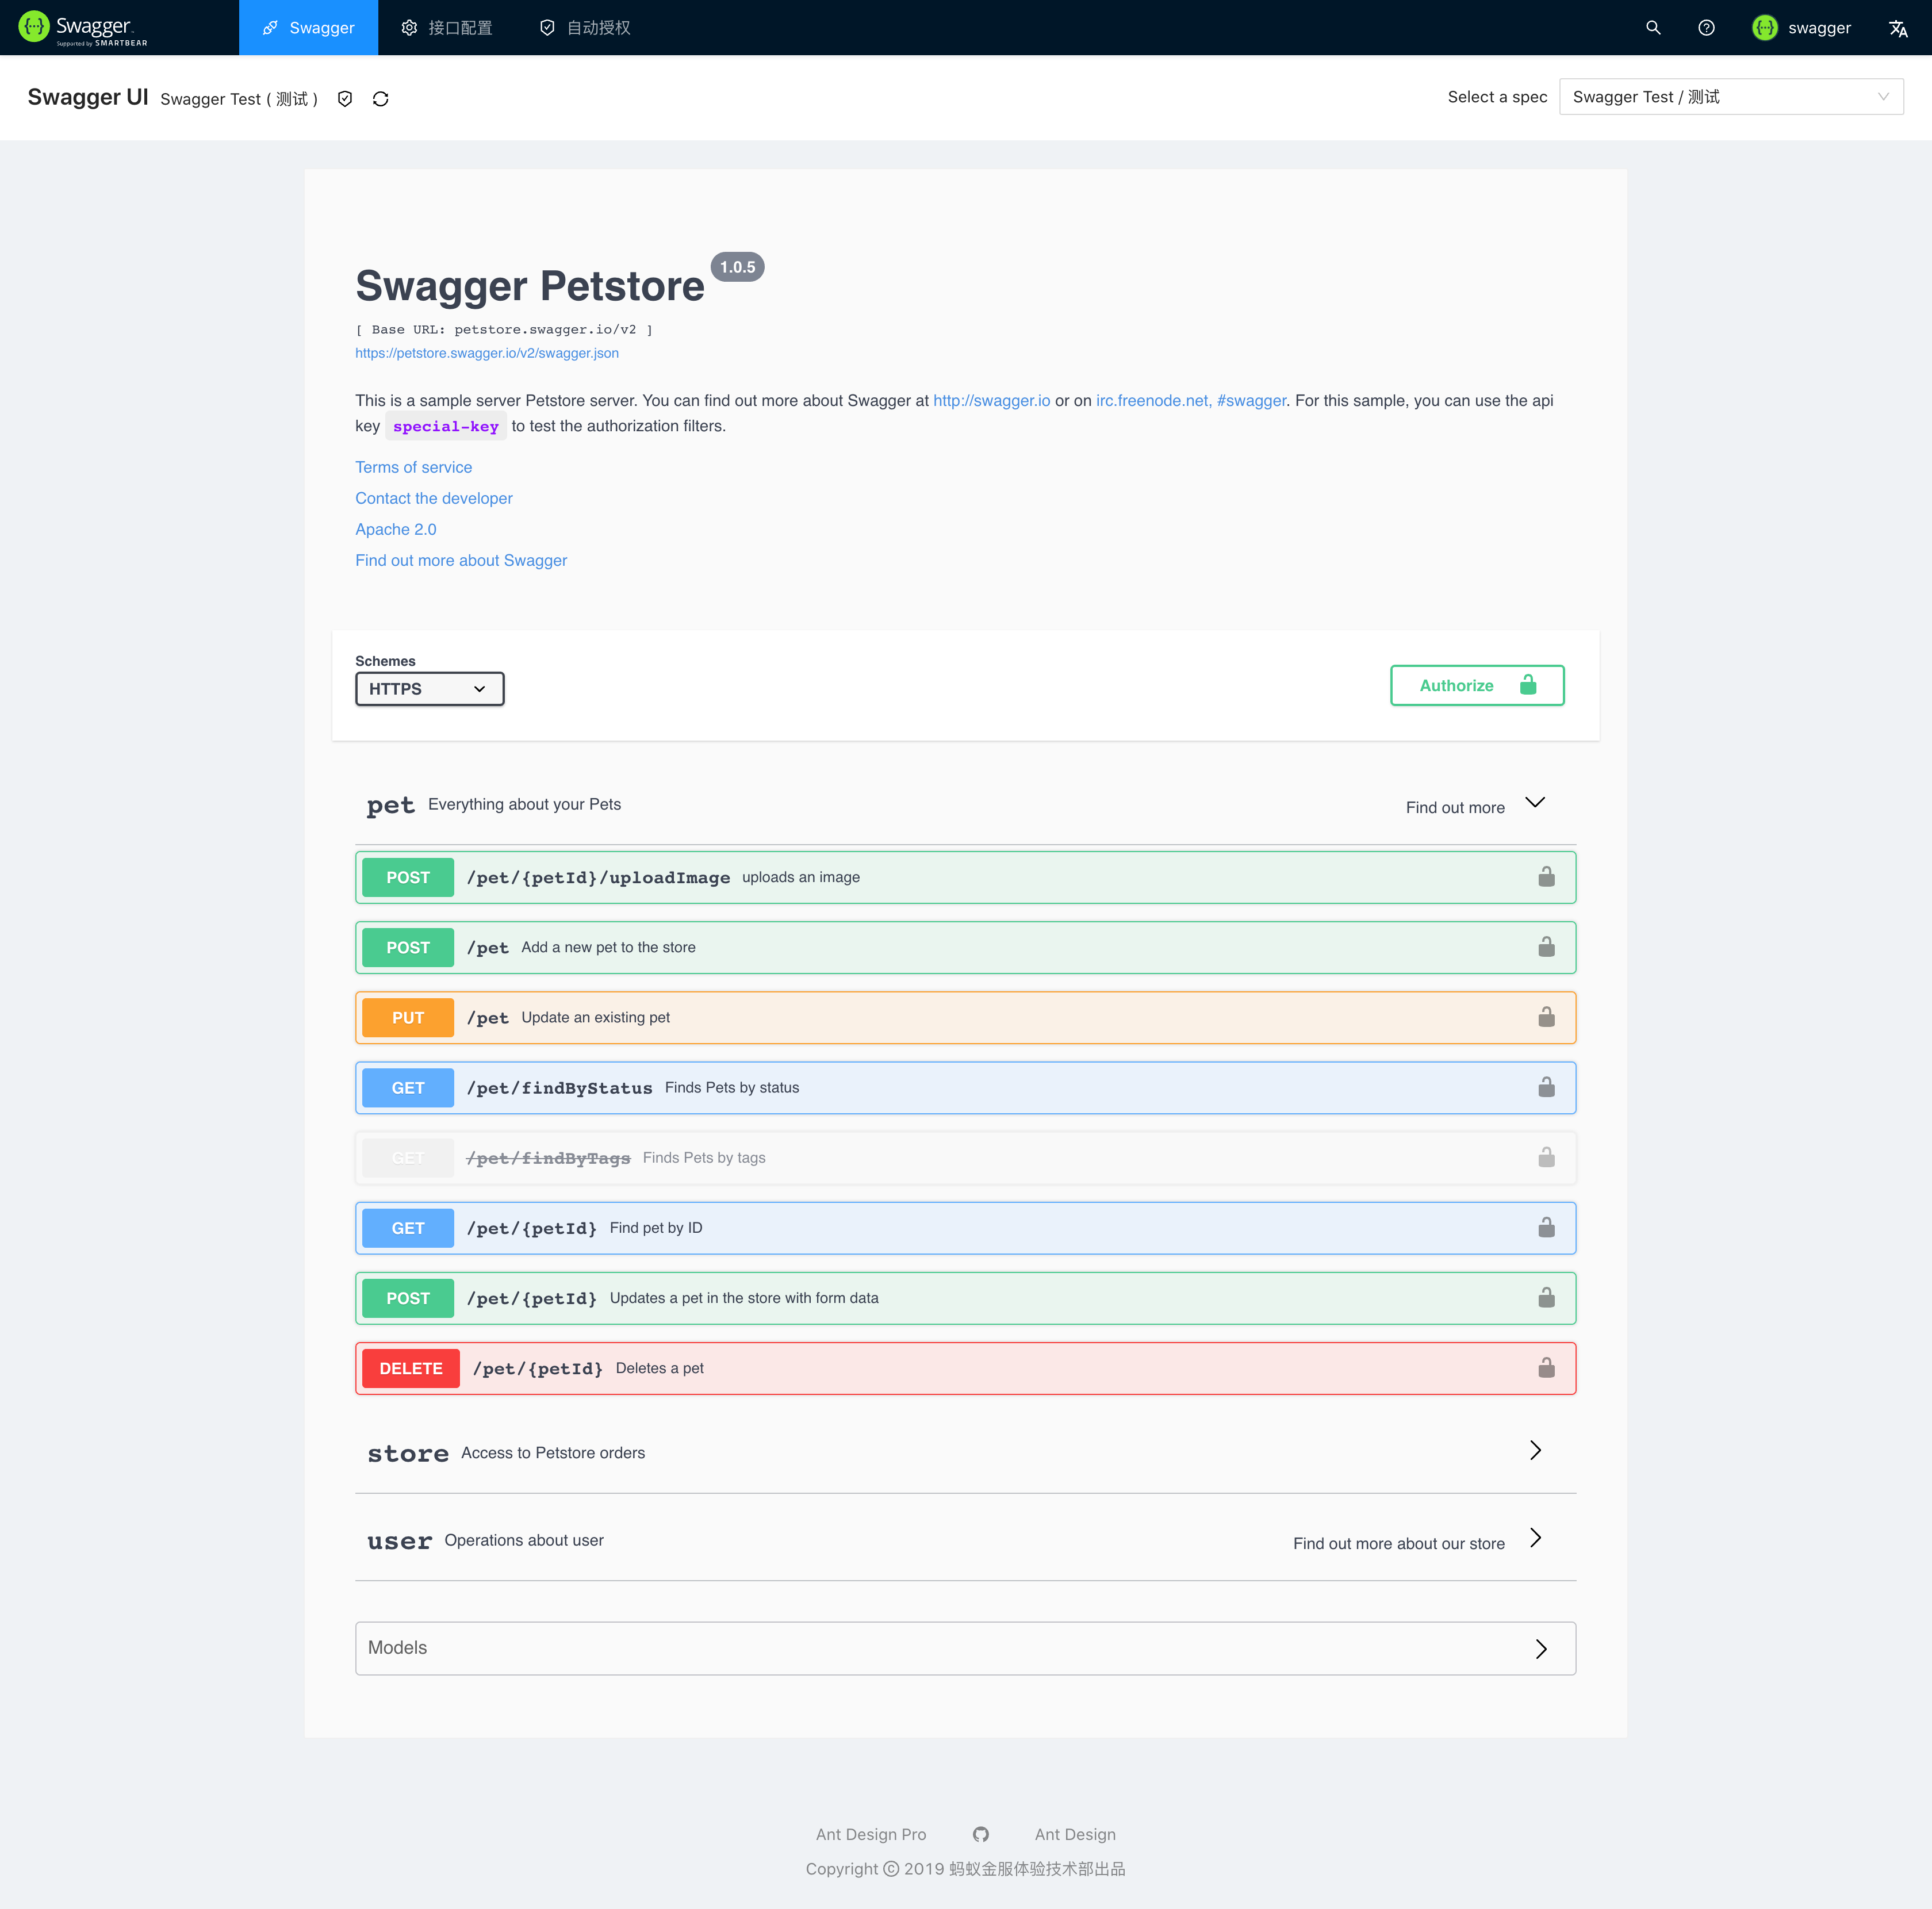 Swagger
Supported by SMARTBEAR
Swagger
接口配置
自动授权
swagger
Swagger UI
Swagger Test ( 测试 )
Select a spec
Swagger Test / 测试
Swagger Petstore
1.0.5
[ Base URL: petstore.swagger.io/v2 ]
https://petstore.swagger.io/v2/swagger.json
This is a sample server Petstore server. You can find out more about Swagger at http://swagger.io or on irc.freenode.net, #swagger. For this sample, you can use the api
key special-key to test the authorization filters.
Terms of service
Contact the developer
Apache 2.0
Find out more about Swagger
Schemes
HTTPS
Authorize
pet Everything about your Pets
Find out more
POST /pet/{petId}/uploadImage uploads an image
POST /pet Add a new pet to the store
PUT /pet Update an existing pet
GET /pet/findByStatus Finds Pets by status
GET /pet/findByTags Finds Pets by tags
GET /pet/{petId} Find pet by ID
POST /pet/{petId} Updates a pet in the store with form data
DELETE /pet/{petId} Deletes a pet
store Access to Petstore orders
user Operations about user
Find out more about our store
Models
Ant Design Pro
Ant Design
Copyright © 2019 蚂蚁金服体验技术部出品